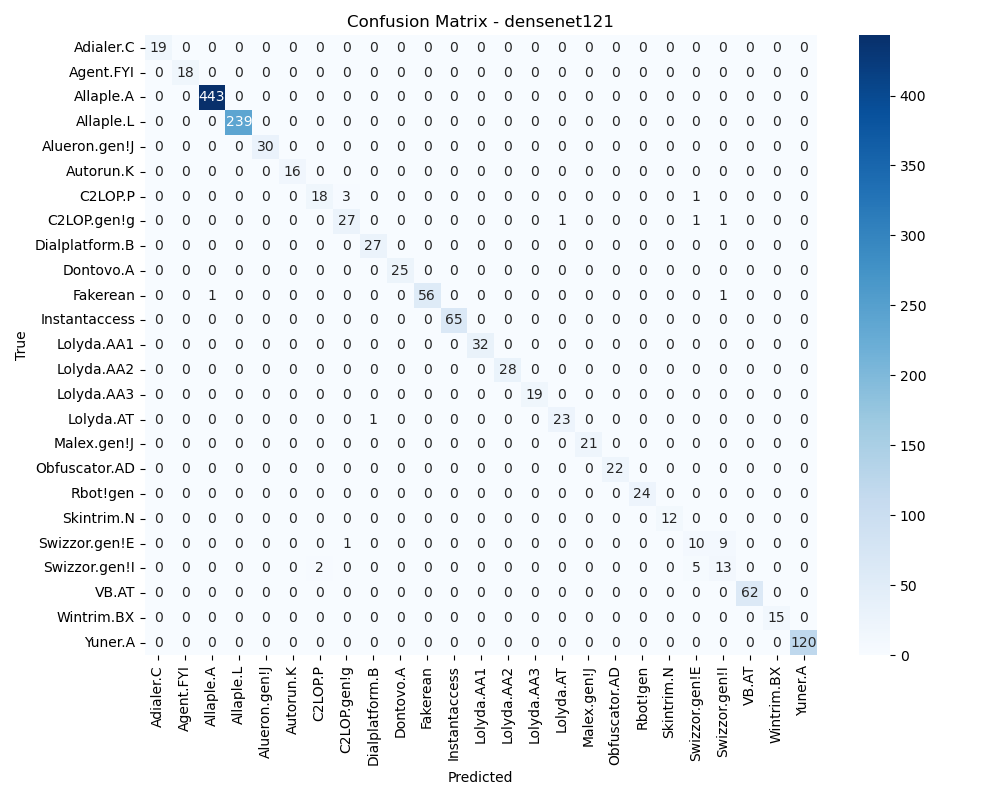 Confusion Matrix - densenet121
Adialer.C 19 0 0 0 0 0 0 0 0 0 0 0 0 0 0 0 0 0 0 0 0 0 0 0 0
Agent.FYI 0 18 0 0 0 0 0 0 0 0 0 0 0 0 0 0 0 0 0 0 0 0 0 0 0
Allaple.A 0 0 443 0 0 0 0 0 0 0 0 0 0 0 0 0 0 0 0 0 0 0 0 0 0
Allaple.L 0 0 0 239 0 0 0 0 0 0 0 0 0 0 0 0 0 0 0 0 0 0 0 0 0
Alueron.gen!J 0 0 0 0 30 0 0 0 0 0 0 0 0 0 0 0 0 0 0 0 0 0 0 0 0
Autorun.K 0 0 0 0 0 16 0 0 0 0 0 0 0 0 0 0 0 0 0 0 0 0 0 0 0
C2LOP.P 0 0 0 0 0 0 18 3 0 0 0 0 0 0 0 0 0 0 0 0 1 0 0 0 0
C2LOP.gen!g 0 0 0 0 0 0 0 27 0 0 0 0 0 0 0 1 0 0 0 0 1 1 0 0 0
Dialplatform.B 0 0 0 0 0 0 0 0 27 0 0 0 0 0 0 0 0 0 0 0 0 0 0 0 0
Dontovo.A 0 0 0 0 0 0 0 0 0 25 0 0 0 0 0 0 0 0 0 0 0 0 0 0 0
Fakerean 0 0 1 0 0 0 0 0 0 0 56 0 0 0 0 0 0 0 0 0 0 1 0 0 0
Instantaccess 0 0 0 0 0 0 0 0 0 0 0 65 0 0 0 0 0 0 0 0 0 0 0 0 0
Lolyda.AA1 0 0 0 0 0 0 0 0 0 0 0 0 32 0 0 0 0 0 0 0 0 0 0 0 0
Lolyda.AA2 0 0 0 0 0 0 0 0 0 0 0 0 0 28 0 0 0 0 0 0 0 0 0 0 0
Lolyda.AA3 0 0 0 0 0 0 0 0 0 0 0 0 0 0 19 0 0 0 0 0 0 0 0 0 0
Lolyda.AT 0 0 0 0 0 0 0 0 1 0 0 0 0 0 0 23 0 0 0 0 0 0 0 0 0
Malex.gen!J 0 0 0 0 0 0 0 0 0 0 0 0 0 0 0 0 21 0 0 0 0 0 0 0 0
Obfuscator.AD 0 0 0 0 0 0 0 0 0 0 0 0 0 0 0 0 0 22 0 0 0 0 0 0 0
Rbot!gen 0 0 0 0 0 0 0 0 0 0 0 0 0 0 0 0 0 0 24 0 0 0 0 0 0
Skintrim.N 0 0 0 0 0 0 0 0 0 0 0 0 0 0 0 0 0 0 0 12 0 0 0 0 0
Swizzor.gen!E 0 0 0 0 0 0 0 1 0 0 0 0 0 0 0 0 0 0 0 0 10 9 0 0 0
Swizzor.gen!I 0 0 0 0 0 0 2 0 0 0 0 0 0 0 0 0 0 0 0 0 5 13 0 0 0
VB.AT 0 0 0 0 0 0 0 0 0 0 0 0 0 0 0 0 0 0 0 0 0 0 62 0 0
Wintrim.BX 0 0 0 0 0 0 0 0 0 0 0 0 0 0 0 0 0 0 0 0 0 0 0 15 0
Yuner.A 0 0 0 0 0 0 0 0 0 0 0 0 0 0 0 0 0 0 0 0 0 0 0 0 120
True
Adialer.C
Agent.FYI
Allaple.A
Allaple.L
Alueron.gen!J
Autorun.K
C2LOP.P
C2LOP.gen!g
Dialplatform.B
Dontovo.A
Fakerean
Instantaccess
Lolyda.AA1
Lolyda.AA2
Lolyda.AA3
Lolyda.AT
Malex.gen!J
Obfuscator.AD
Rbot!gen
Skintrim.N
Swizzor.gen!E
Swizzor.gen!I
VB.AT
Wintrim.BX
Yuner.A
Predicted
400
350
300
250
200
150
100
50
0